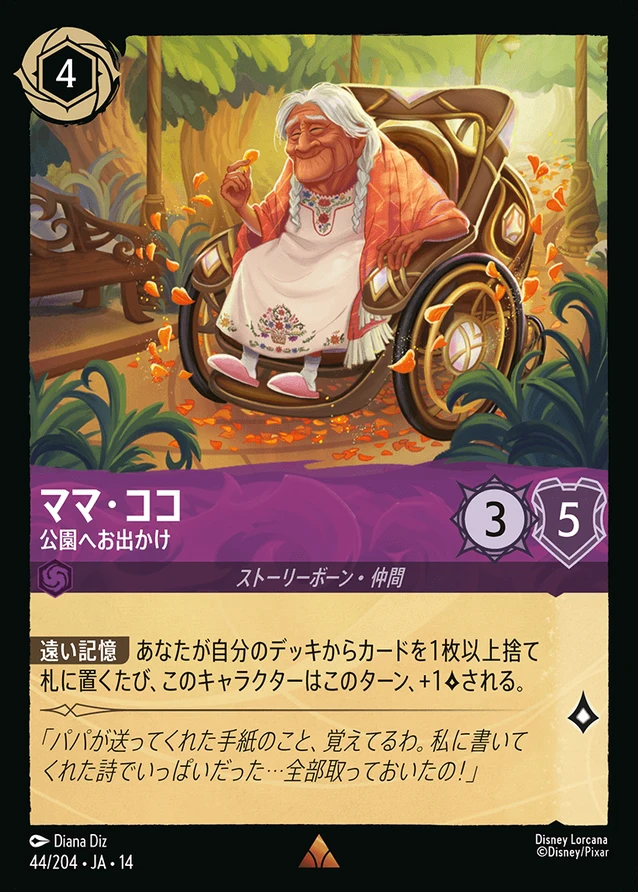 4
ママ・ココ
公園へお出かけ
3
5
ストーリーボーン・仲間
遠い記憶 あなたが自分のデッキからカードを1枚以上捨て
札に置くたび、このキャラクターはこのターン、+1される。
「パパが送ってくれた手紙のこと、覚えてるわ。私に書いて
くれた詩でいっぱいだった…全部取っておいたの!」
Diana Diz
44/204・JA・14
Disney Lorcana
©Disney/Pixar